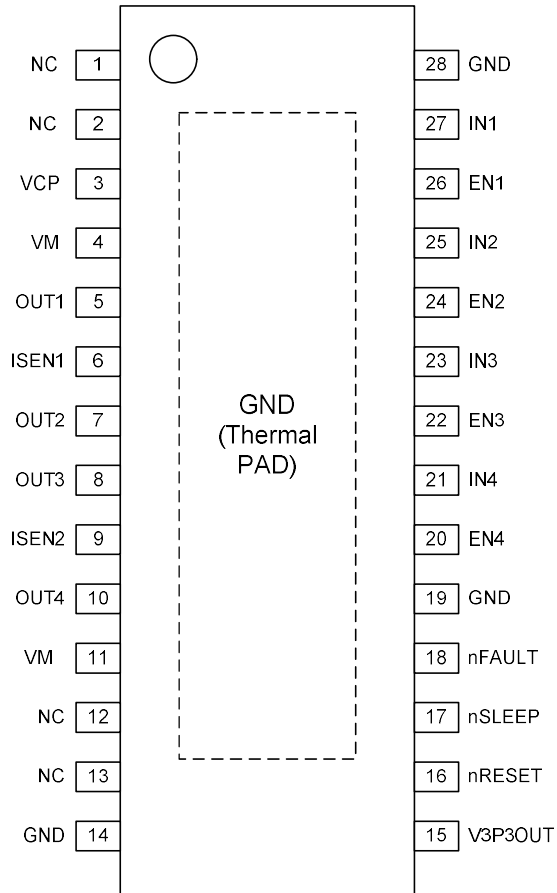 NC 1 28 GND
NC 2 27 IN1
VCP 3 26 EN1
VM 4 25 IN2
OUT1 5 24 EN2
ISEN1 6 23 IN3
OUT2 7 22 EN3
OUT3 8 21 IN4
ISEN2 9 20 EN4
OUT4 10 19 GND
VM 11 18 nFAULT
NC 12 17 nSLEEP
NC 13 16 nRESET
GND 14 15 V3P3OUT
GND
(Thermal
PAD)